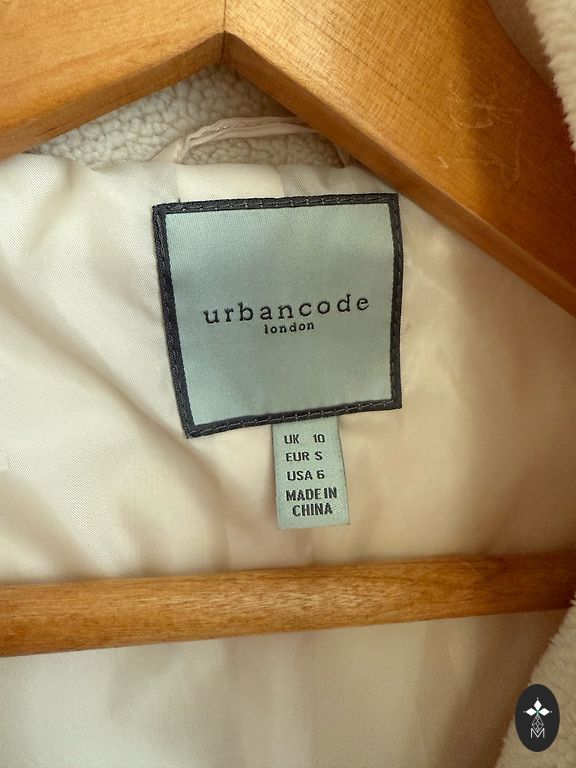 urbancode
london
UK 10
EUR S
USA 6
MADE IN
CHINA
M